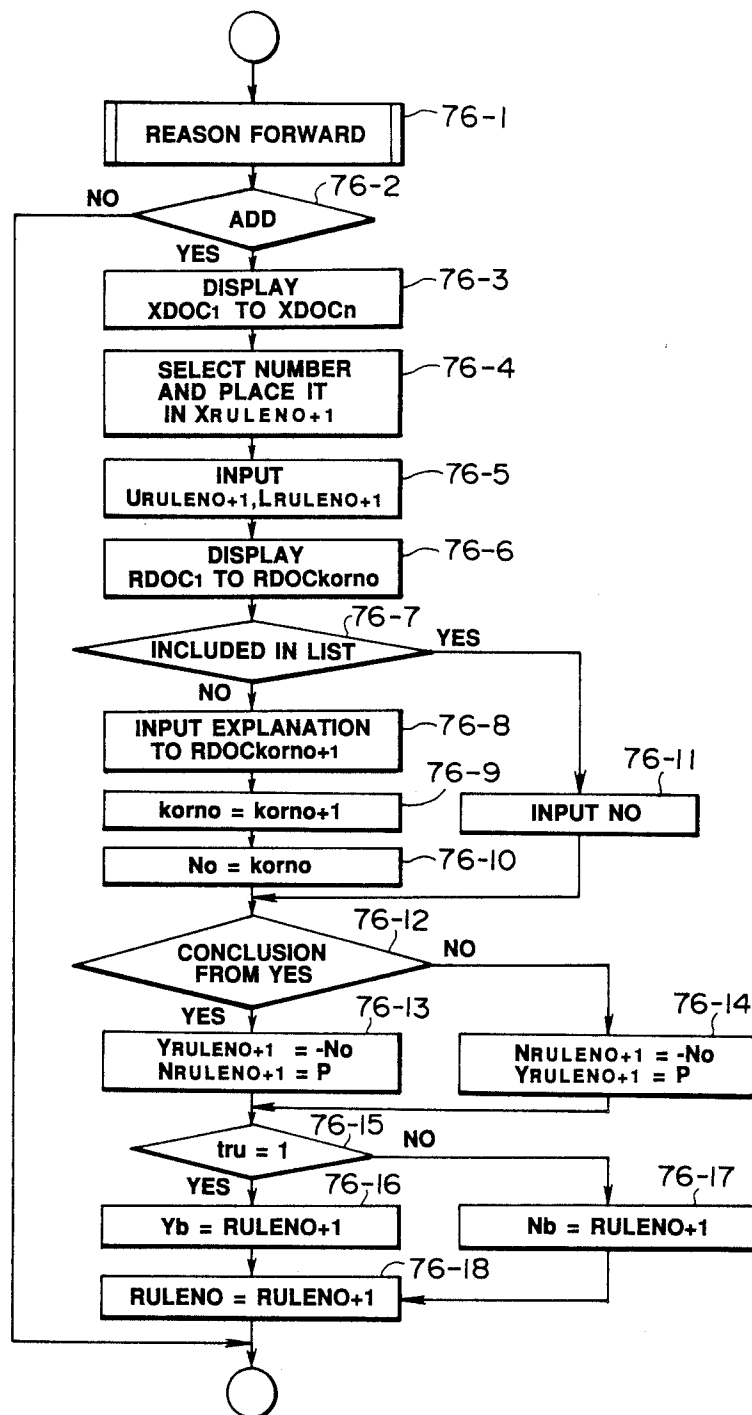 REASON FORWARD
76-1
76-2
NO
ADD
YES
DISPLAY
XDOC1 TO XDOCn
76-3
SELECT NUMBER
AND PLACE IT
IN XRULENO+1
76-4
INPUT
URULENO+1,LRULENO+1
76-5
DISPLAY
RDOC1 TO RDOCkorno
76-6
76-7
INCLUDED IN LIST
YES
NO
INPUT EXPLANATION
TO RDOCkorno+1
76-8
korno = korno+1
76-9
76-11
INPUT NO
No = korno
76-10
76-12
CONCLUSION
FROM YES
NO
YES
76-13
YRULENO+1 = -No
NRULENO+1 = P
76-14
NRULENO+1 = -No
YRULENO+1 = P
76-15
tru = 1
NO
YES
76-16
Yb = RULENO+1
76-17
Nb = RULENO+1
76-18
RULENO = RULENO+1